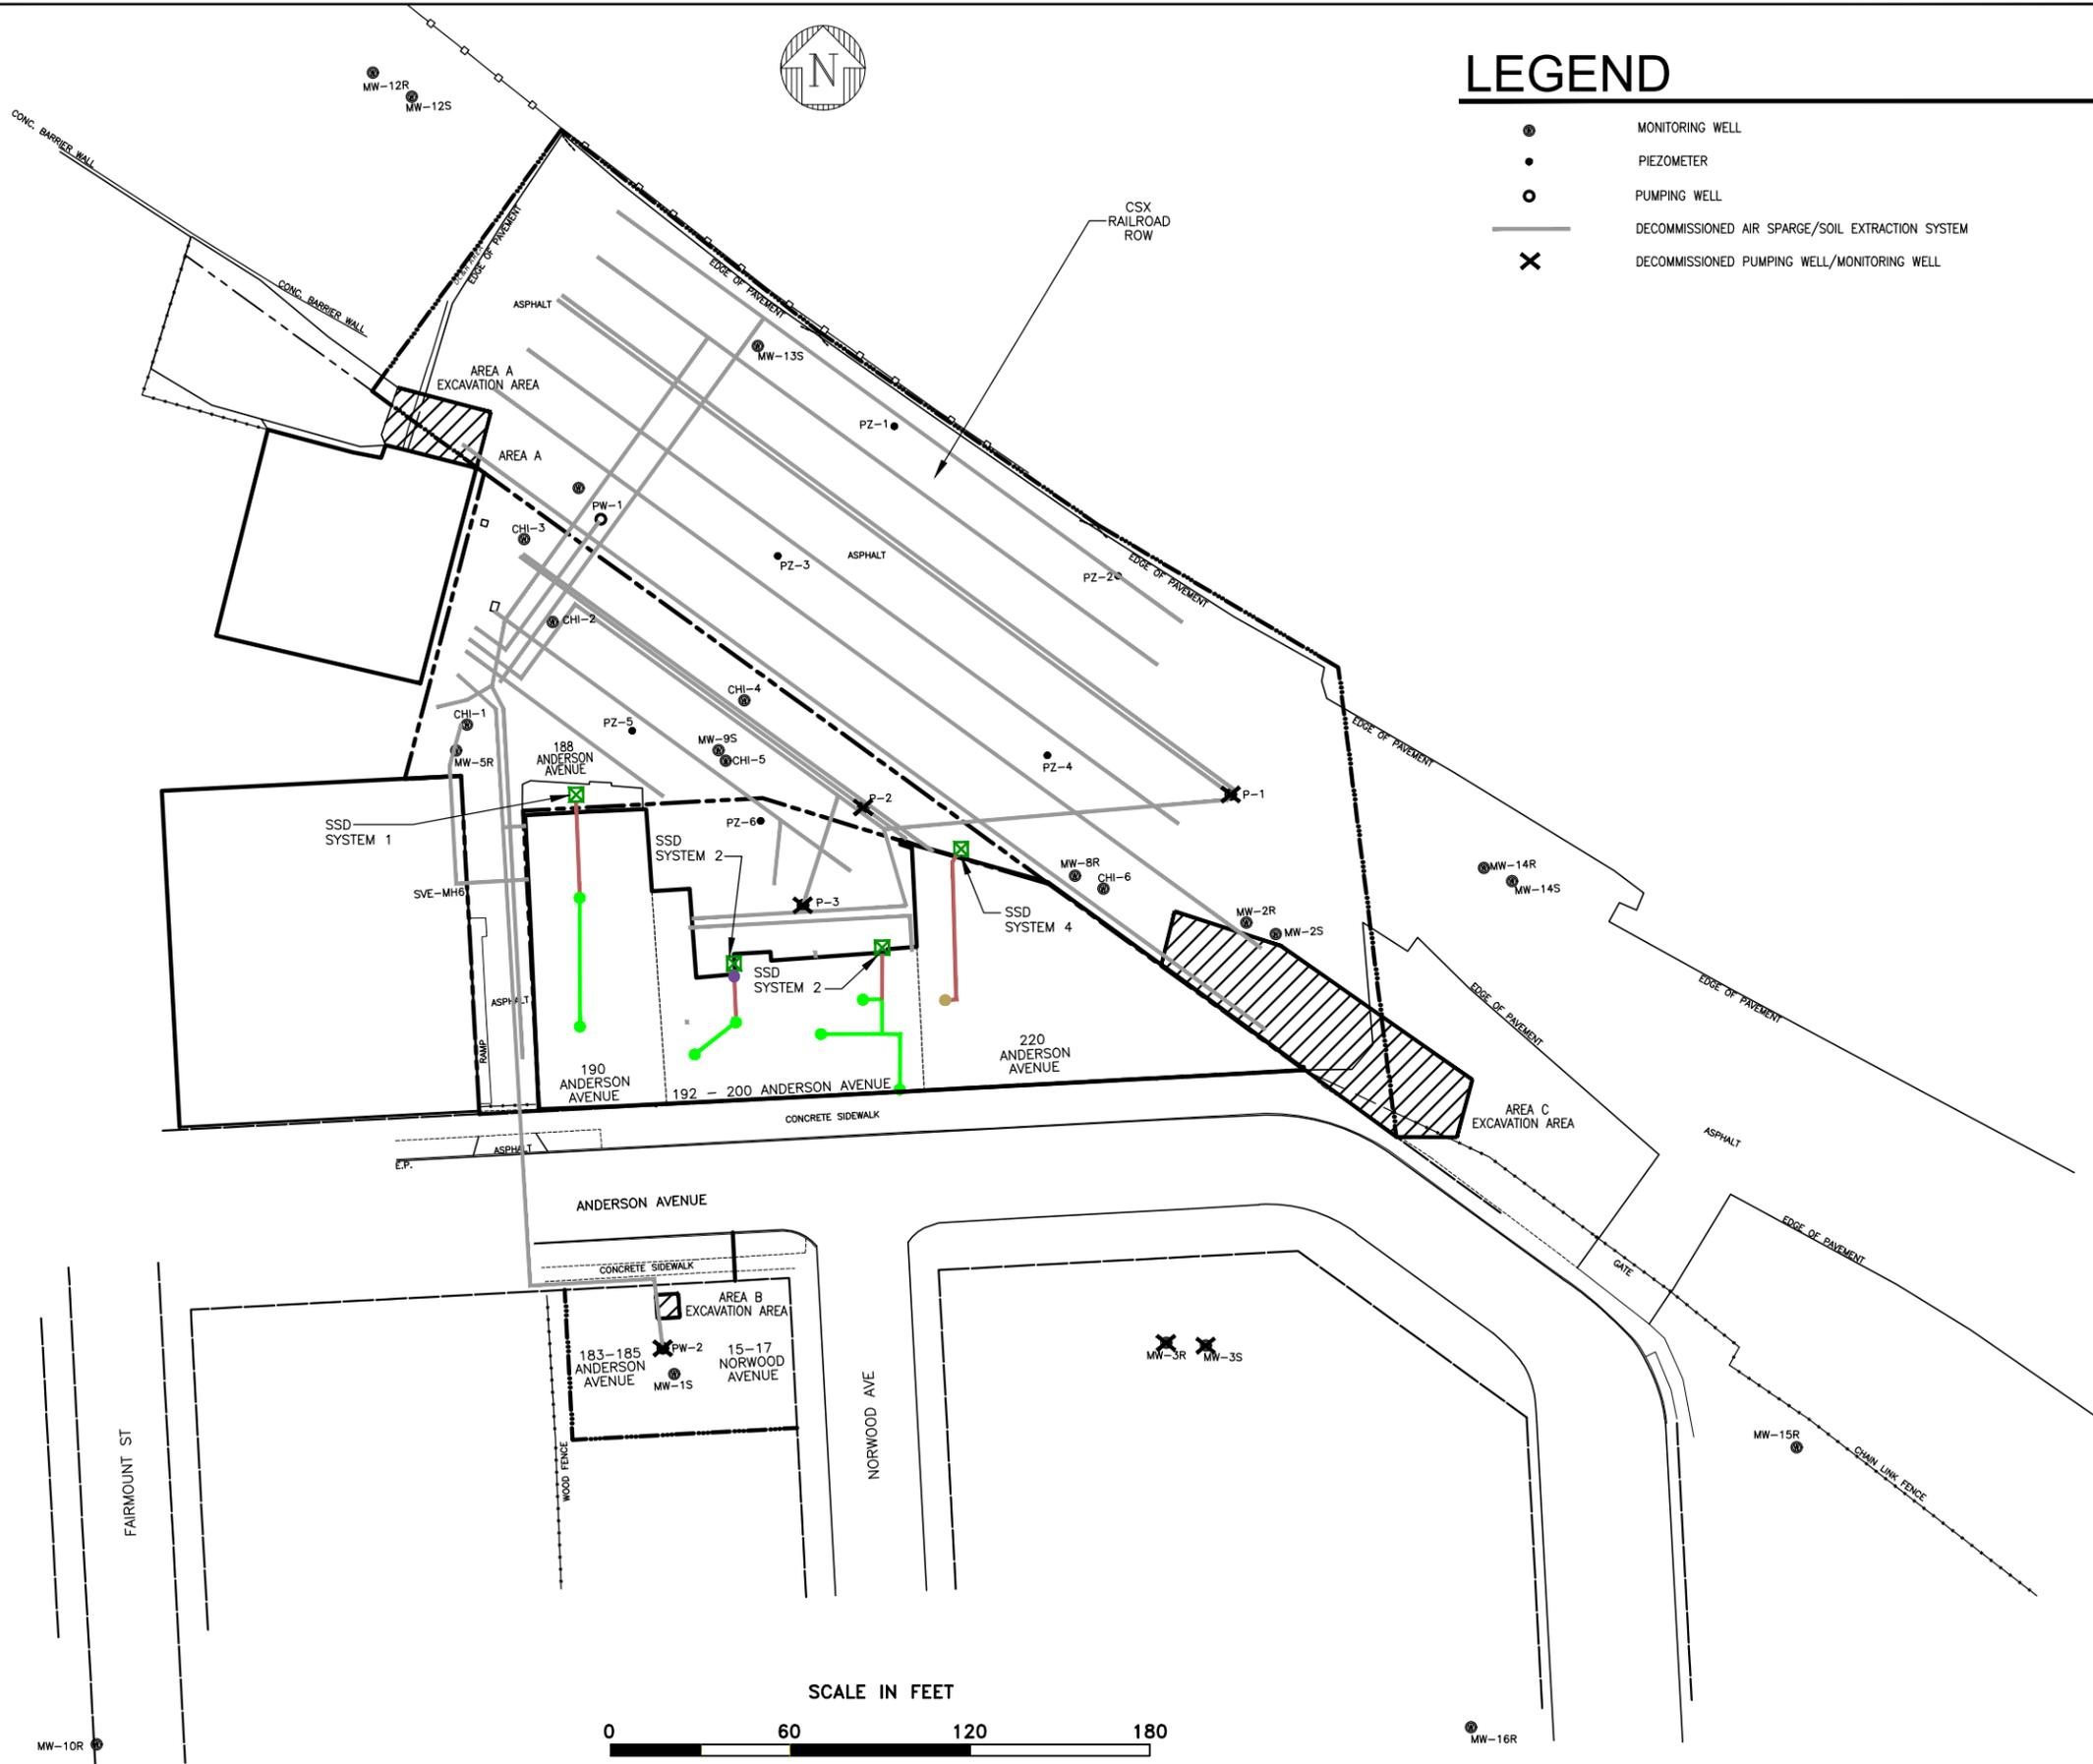 N
LEGEND
MONITORING WELL
PIEZOMETER
PUMPING WELL
DECOMMISSIONED AIR SPARGE/SOIL EXTRACTION SYSTEM
DECOMMISSIONED PUMPING WELL/MONITORING WELL
MW-12R
MW-12S
CONC. BARRIER WALL
CONC. BARRIER WALL
EDGE OF PAVEMENT
CSX
RAILROAD
ROW
EDGE OF PAVEMENT
ASPHALT
MW-13S
AREA A
EXCAVATION AREA
PZ-1
AREA A
PW-1
CHI-3
PZ-3
ASPHALT
PZ-2
EDGE OF PAVEMENT
CHI-2
CHI-4
CHI-1
PZ-5
MW-9S
CHI-5
MW-5R
188
ANDERSON
AVENUE
PZ-4
EDGE OF PAVEMENT
P-2
P-1
PZ-6
SSD
SYSTEM 1
SSD
SYSTEM 2
MW-8R
CHI-6
MW-14R
MW-14S
SVE-MH6
P-3
SSD
SYSTEM 4
MW-2R
MW-2S
SSD
SYSTEM 2
ASPHALT
EDGE OF PAVEMENT
EDGE OF PAVEMENT
RAMP
190
ANDERSON
AVENUE
192 - 200 ANDERSON AVENUE
220
ANDERSON
AVENUE
CONCRETE SIDEWALK
AREA C
EXCAVATION AREA
ASPHALT
ASPHALT
E.P.
ANDERSON AVENUE
EDGE OF PAVEMENT
CONCRETE SIDEWALK
GATE
AREA B
EXCAVATION AREA
PW-2
183-185
ANDERSON
AVENUE
15-17
NORWOOD
AVENUE
MW-1S
MW-3R
MW-3S
NORWOOD AVE
FAIRMOUNT ST
WOOD FENCE
MW-15R
CHAIN LINK FENCE
SCALE IN FEET
0 60 120 180
MW-10R
MW-16R